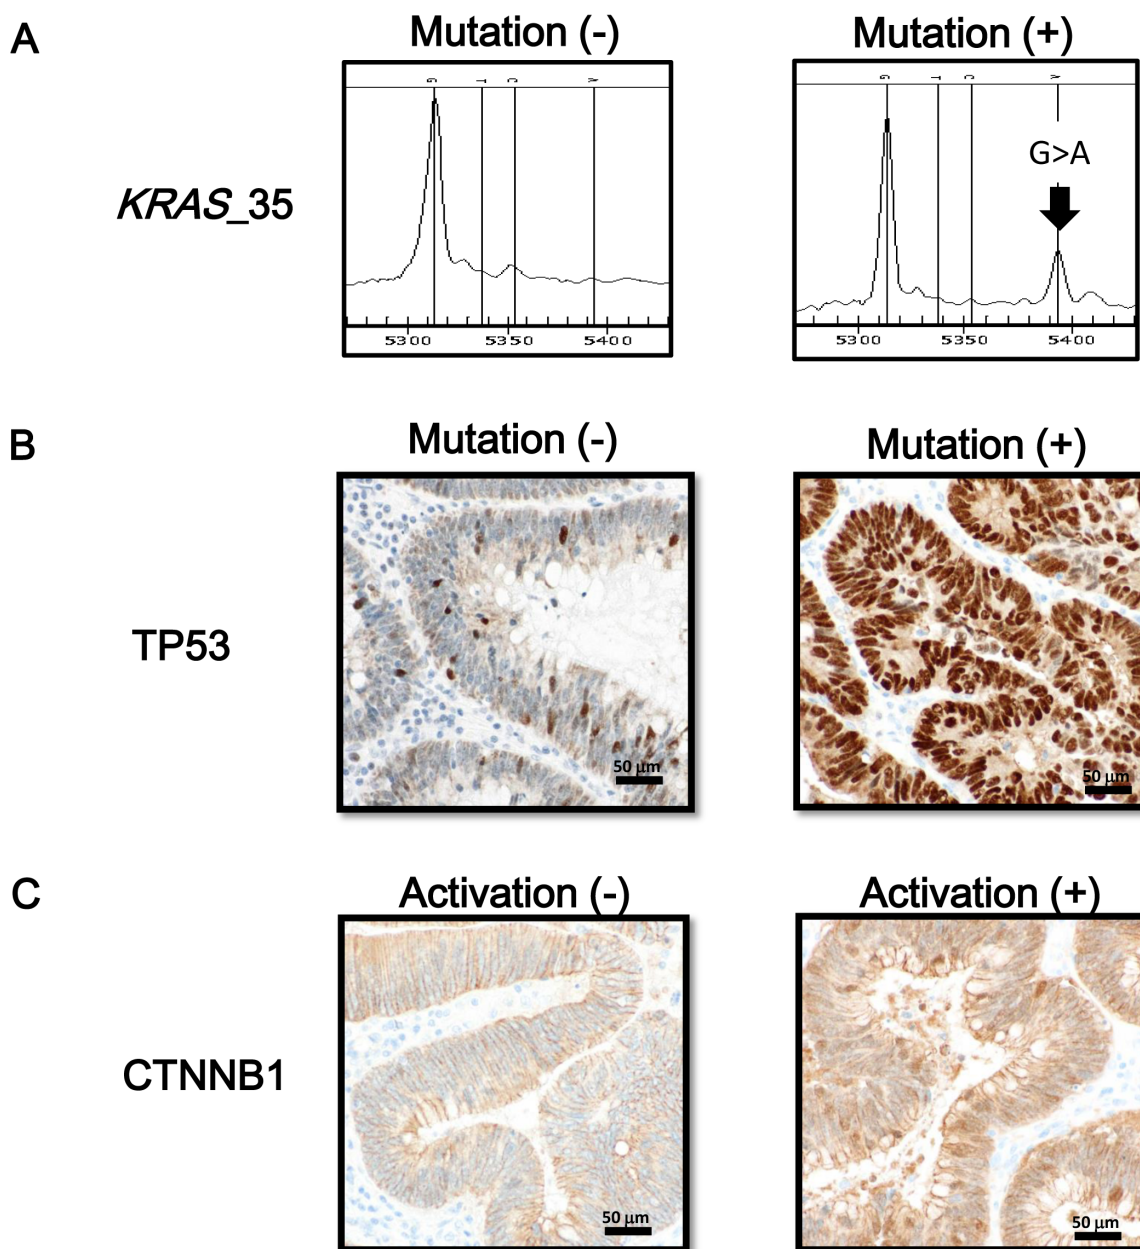 A
Mutation (-)
Mutation (+)
KRAS_35
G T C A
G T C A
G>A
5300 5350 5400
5300 5350 5400
B
Mutation (-)
Mutation (+)
TP53
50 µm
50 µm
C
Activation (-)
Activation (+)
CTNNB1
50 µm
50 µm